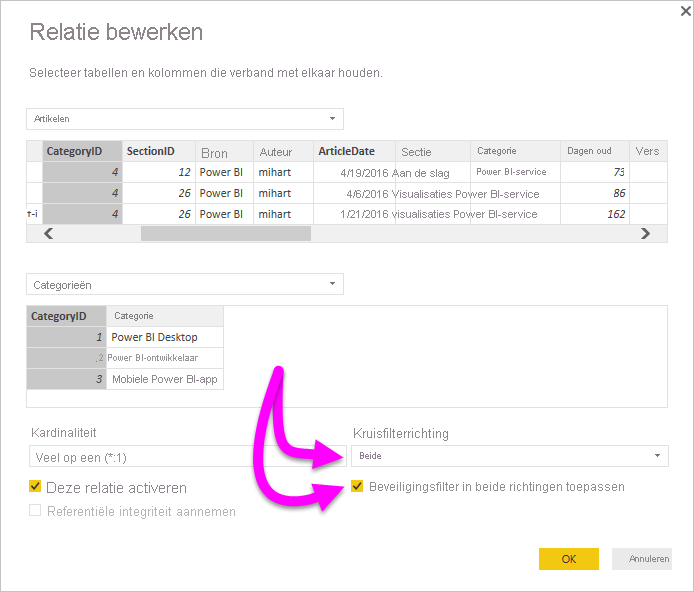 Relatie bewerken
Selecteer tabellen en kolommen die verband met elkaar houden.
Artikelen
CategoryID SectionID Bron Auteur ArticleDate Sectie Categorie Dagen oud Vers
4 12 Power BI mihart 4/19/2016 Aan de slag Power BI-service 73
4 26 Power BI mihart 4/6/2016 Visualisaties Power BI-service 86
т-i 4 26 Power BI mihart 1/21/2016 visualisaties Power BI-service 162
Categorieën
CategoryID Categorie
1 Power BI Desktop
.2 Power BI-ontwikkelaar
3 Mobiele Power BI-app
Kardinaliteit Kruisfilterrichting
Veel op een (*:1) Beide
Deze relatie activeren Beveiligingsfilter in beide richtingen toepassen
Referentiële integriteit aannemen
OK Annuleren